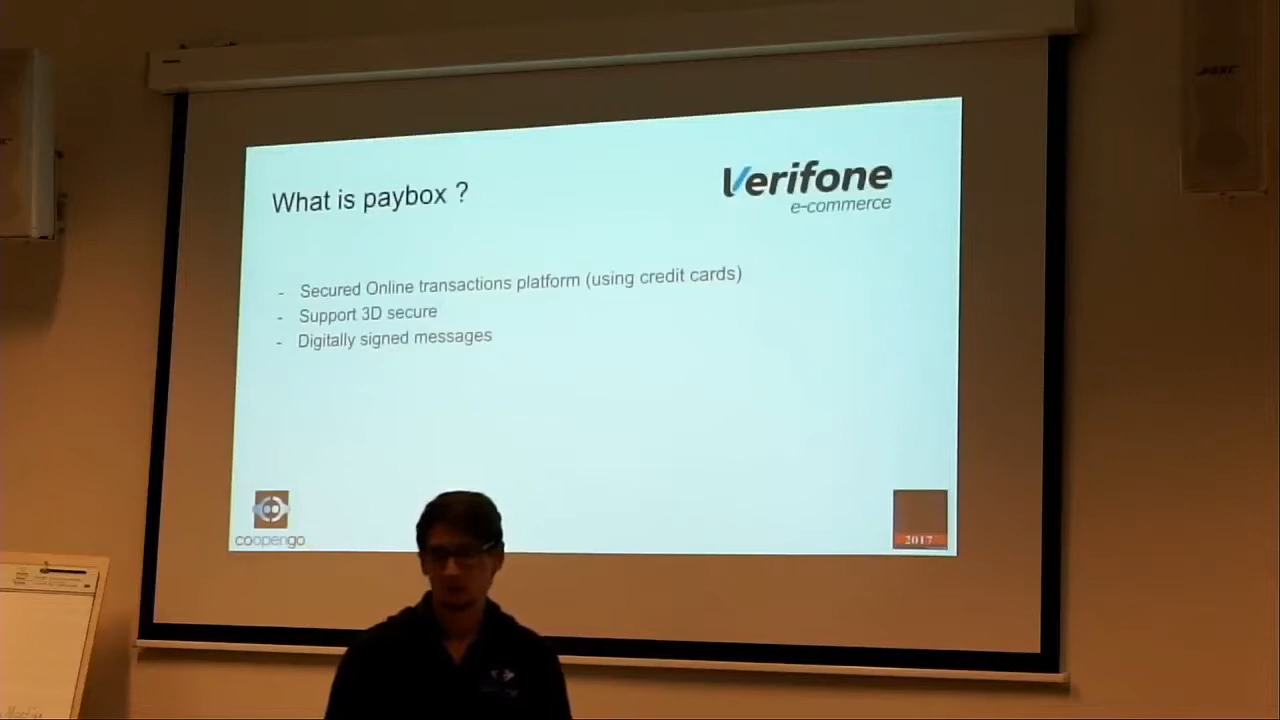 What is paybox ?
Verifone
e-commerce
- Secured Online transactions platform (using credit cards)
- Support 3D secure
- Digitally signed messages
coopengo
2017